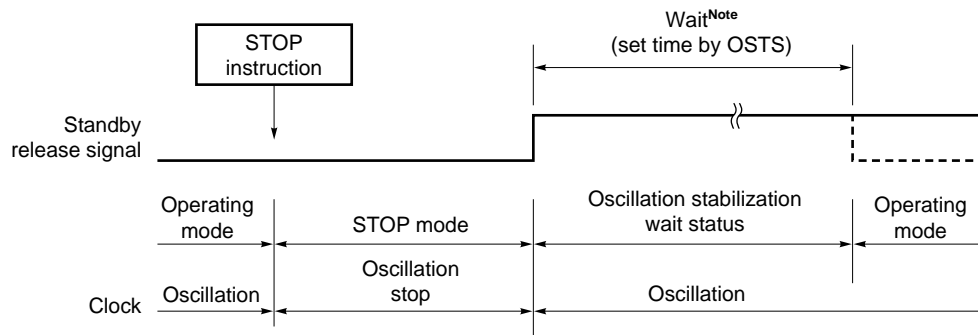 Wait^Note
(set time by OSTS)
STOP
instruction
Standby
release signal
Operating
mode
STOP mode
Oscillation stabilization
wait status
Operating
mode
Clock
Oscillation
Oscillation
stop
Oscillation